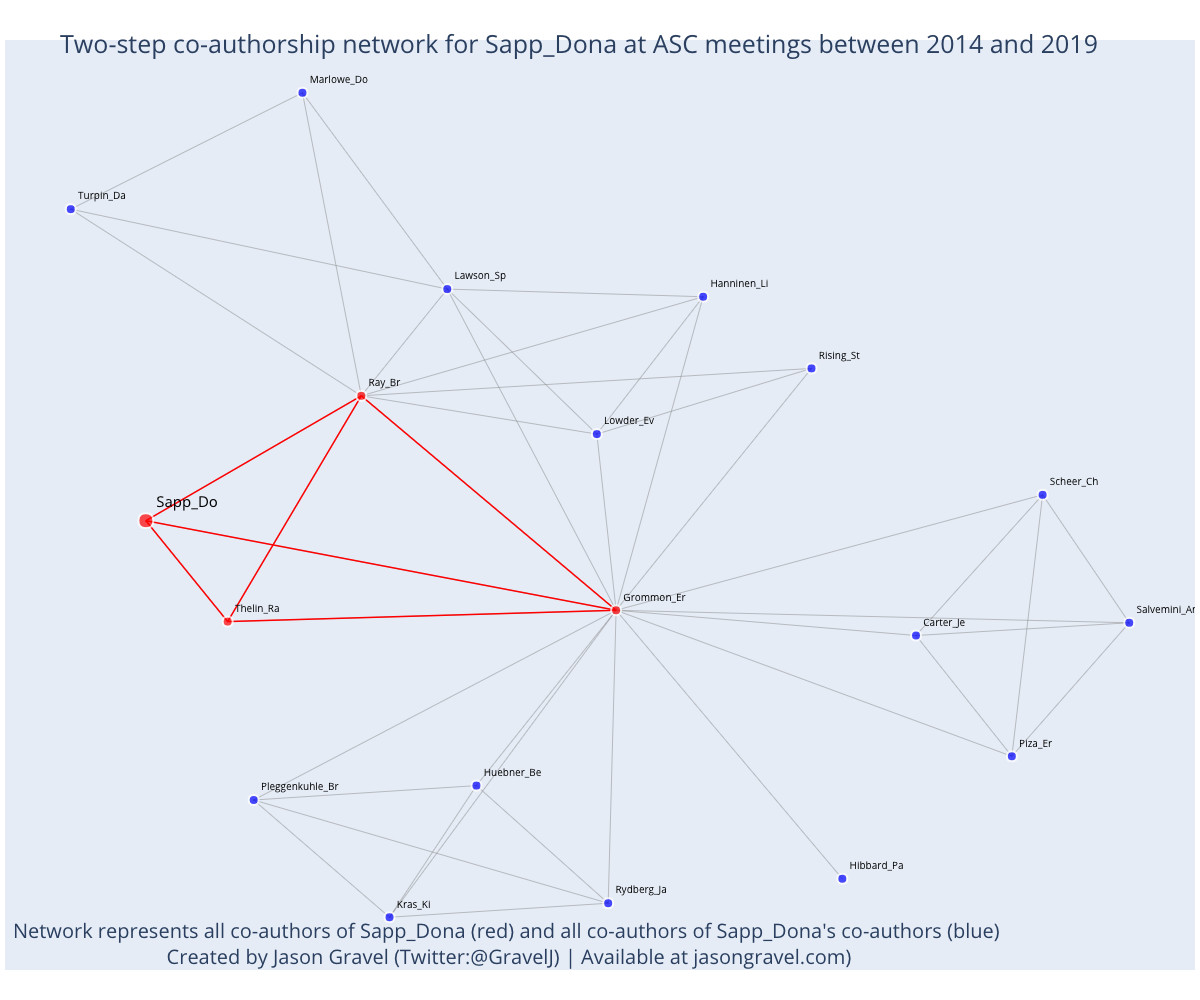 Two-step co-authorship network for Sapp_Dona at ASC meetings between 2014 and 2019
Marlowe_Do
Turpin_Da
Lawson_Sp
Hanninen_Li
Rising_St
Ray_Br
Lowder_Ev
Scheer_Ch
Sapp_Do
Grommon_Er
Thelin_Ra
Salvemini_An
Carter_Je
Piza_Er
Huebner_Be
Pleggenkuhle_Br
Hibbard_Pa
Rydberg_Ja
Kras_Ki
Network represents all co-authors of Sapp_Dona (red) and all co-authors of Sapp_Dona's co-authors (blue)
Created by Jason Gravel (Twitter:@GravelJ) | Available at jasongravel.com)